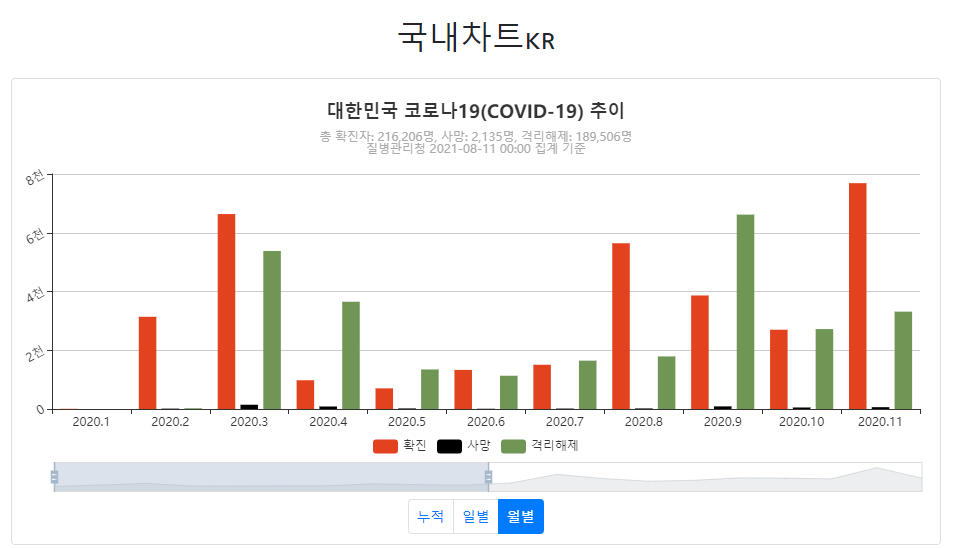 국내차트KR
대한민국 코로나19(COVID-19) 추이
총 확진자: 216,206명, 사망: 2,135명, 격리해제: 189,506명
질병관리청 2021-08-11 00:00 집계 기준
8천
6천
4천
2천
0
2020.1 2020.2 2020.3 2020.4 2020.5 2020.6 2020.7 2020.8 2020.9 2020.10 2020.11
확진 사망 격리해제
누적 일별 월별